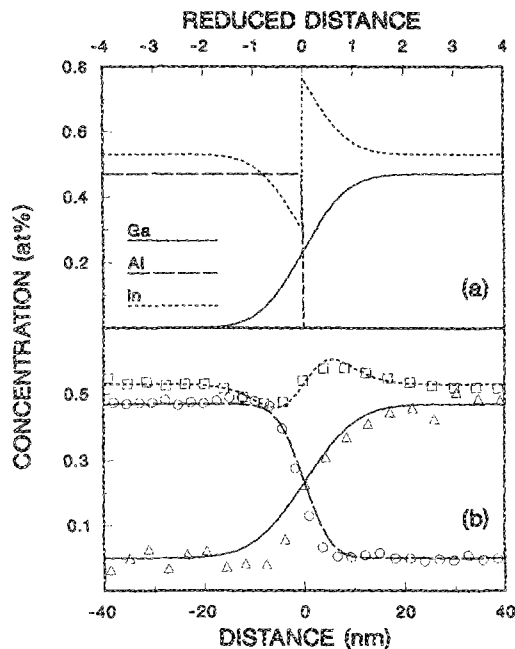 REDUCED DISTANCE
-4 -3 -2 -1 0 1 2 3 4
0.8
0.6
0.4
0.2
Ga
Al
In
(a)
CONCENTRATION (at%)
0.5
0.3
0.1
(b)
-40 -20 0 20 40
DISTANCE (nm)